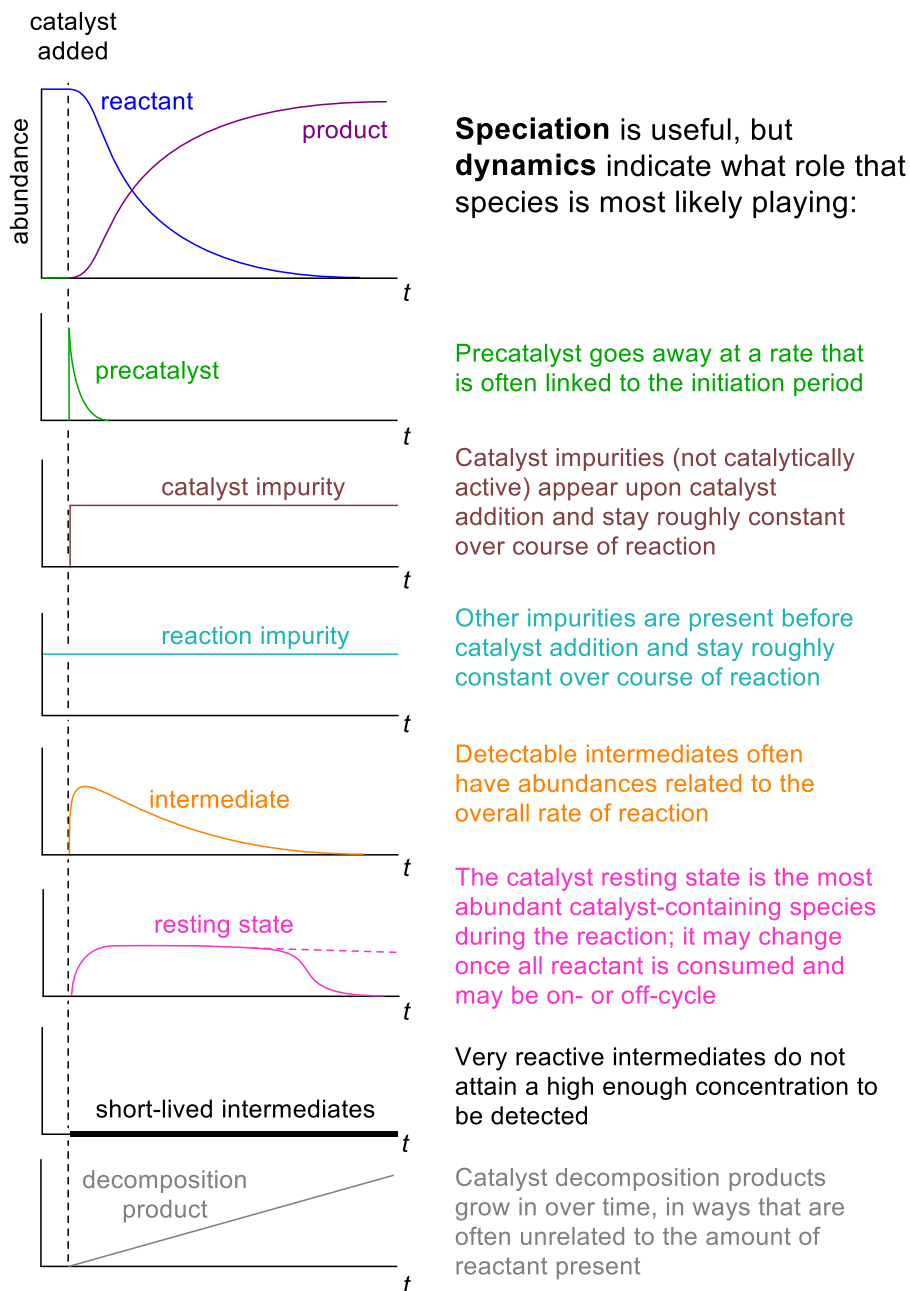 catalyst
added
reactant
product
abundance
t
Speciation is useful, but
dynamics indicate what role that
species is most likely playing:
precatalyst
t
Precatalyst goes away at a rate that
is often linked to the initiation period
catalyst impurity
t
Catalyst impurities (not catalytically
active) appear upon catalyst
addition and stay roughly constant
over course of reaction
reaction impurity
t
Other impurities are present before
catalyst addition and stay roughly
constant over course of reaction
intermediate
t
Detectable intermediates often
have abundances related to the
overall rate of reaction
resting state
t
The catalyst resting state is the most
abundant catalyst-containing species
during the reaction; it may change
once all reactant is consumed and
may be on- or off-cycle
short-lived intermediates
t
Very reactive intermediates do not
attain a high enough concentration to
be detected
decomposition
product
t
Catalyst decomposition products
grow in over time, in ways that are
often unrelated to the amount of
reactant present